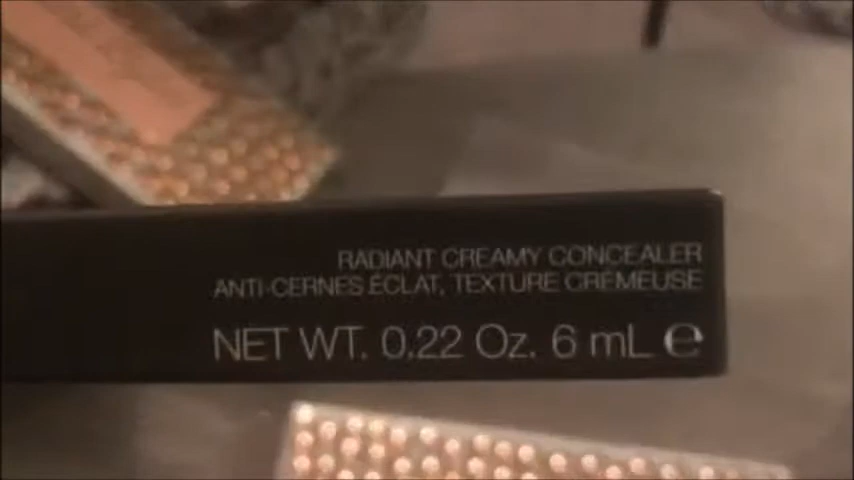 RADIANT CREAMY CONCEALER
ANTI-CERNES ÉCLAT, TEXTURE CRÉMEUSE
NET WT. 0.22 Oz. 6 mL ℮